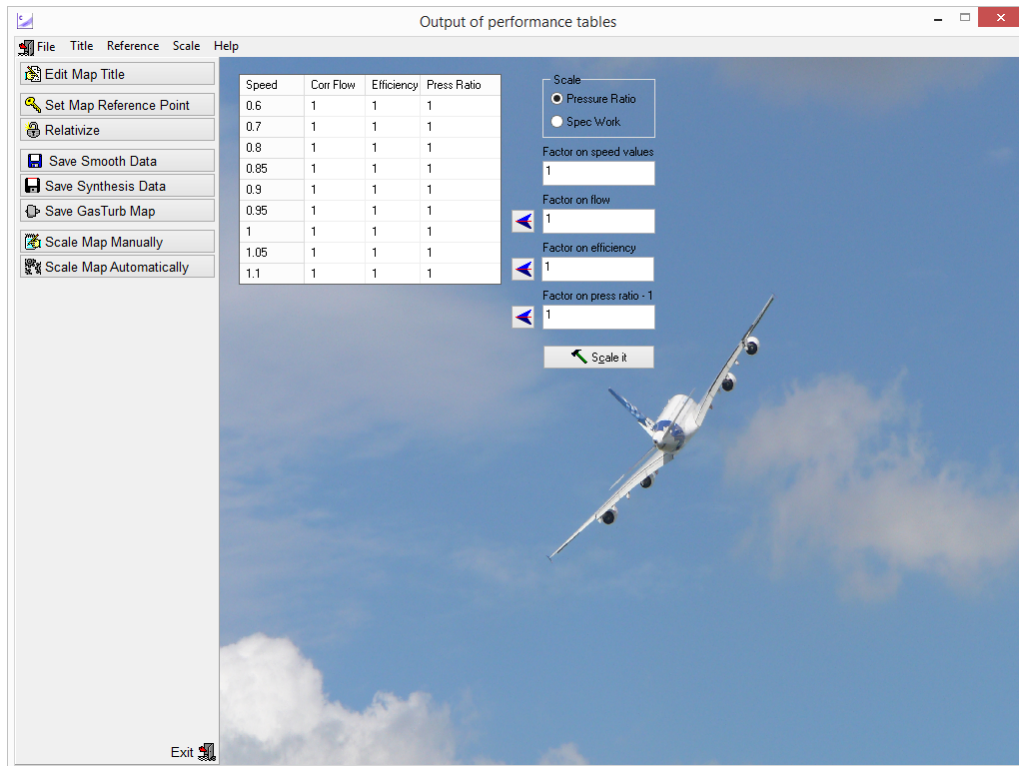 Output of performance tables
File Title Reference Scale Help
Edit Map Title
Set Map Reference Point
Relativize
Save Smooth Data
Save Synthesis Data
Save GasTurb Map
Scale Map Manually
Scale Map Automatically
Exit
Speed Corr Flow Efficiency Press Ratio
0.6 1 1 1
0.7 1 1 1
0.8 1 1 1
0.85 1 1 1
0.9 1 1 1
0.95 1 1 1
1 1 1 1
1.05 1 1 1
1.1 1 1 1
Scale
Pressure Ratio
Spec Work
Factor on speed values
1
Factor on flow
1
Factor on efficiency
1
Factor on press ratio - 1
1
Scale it